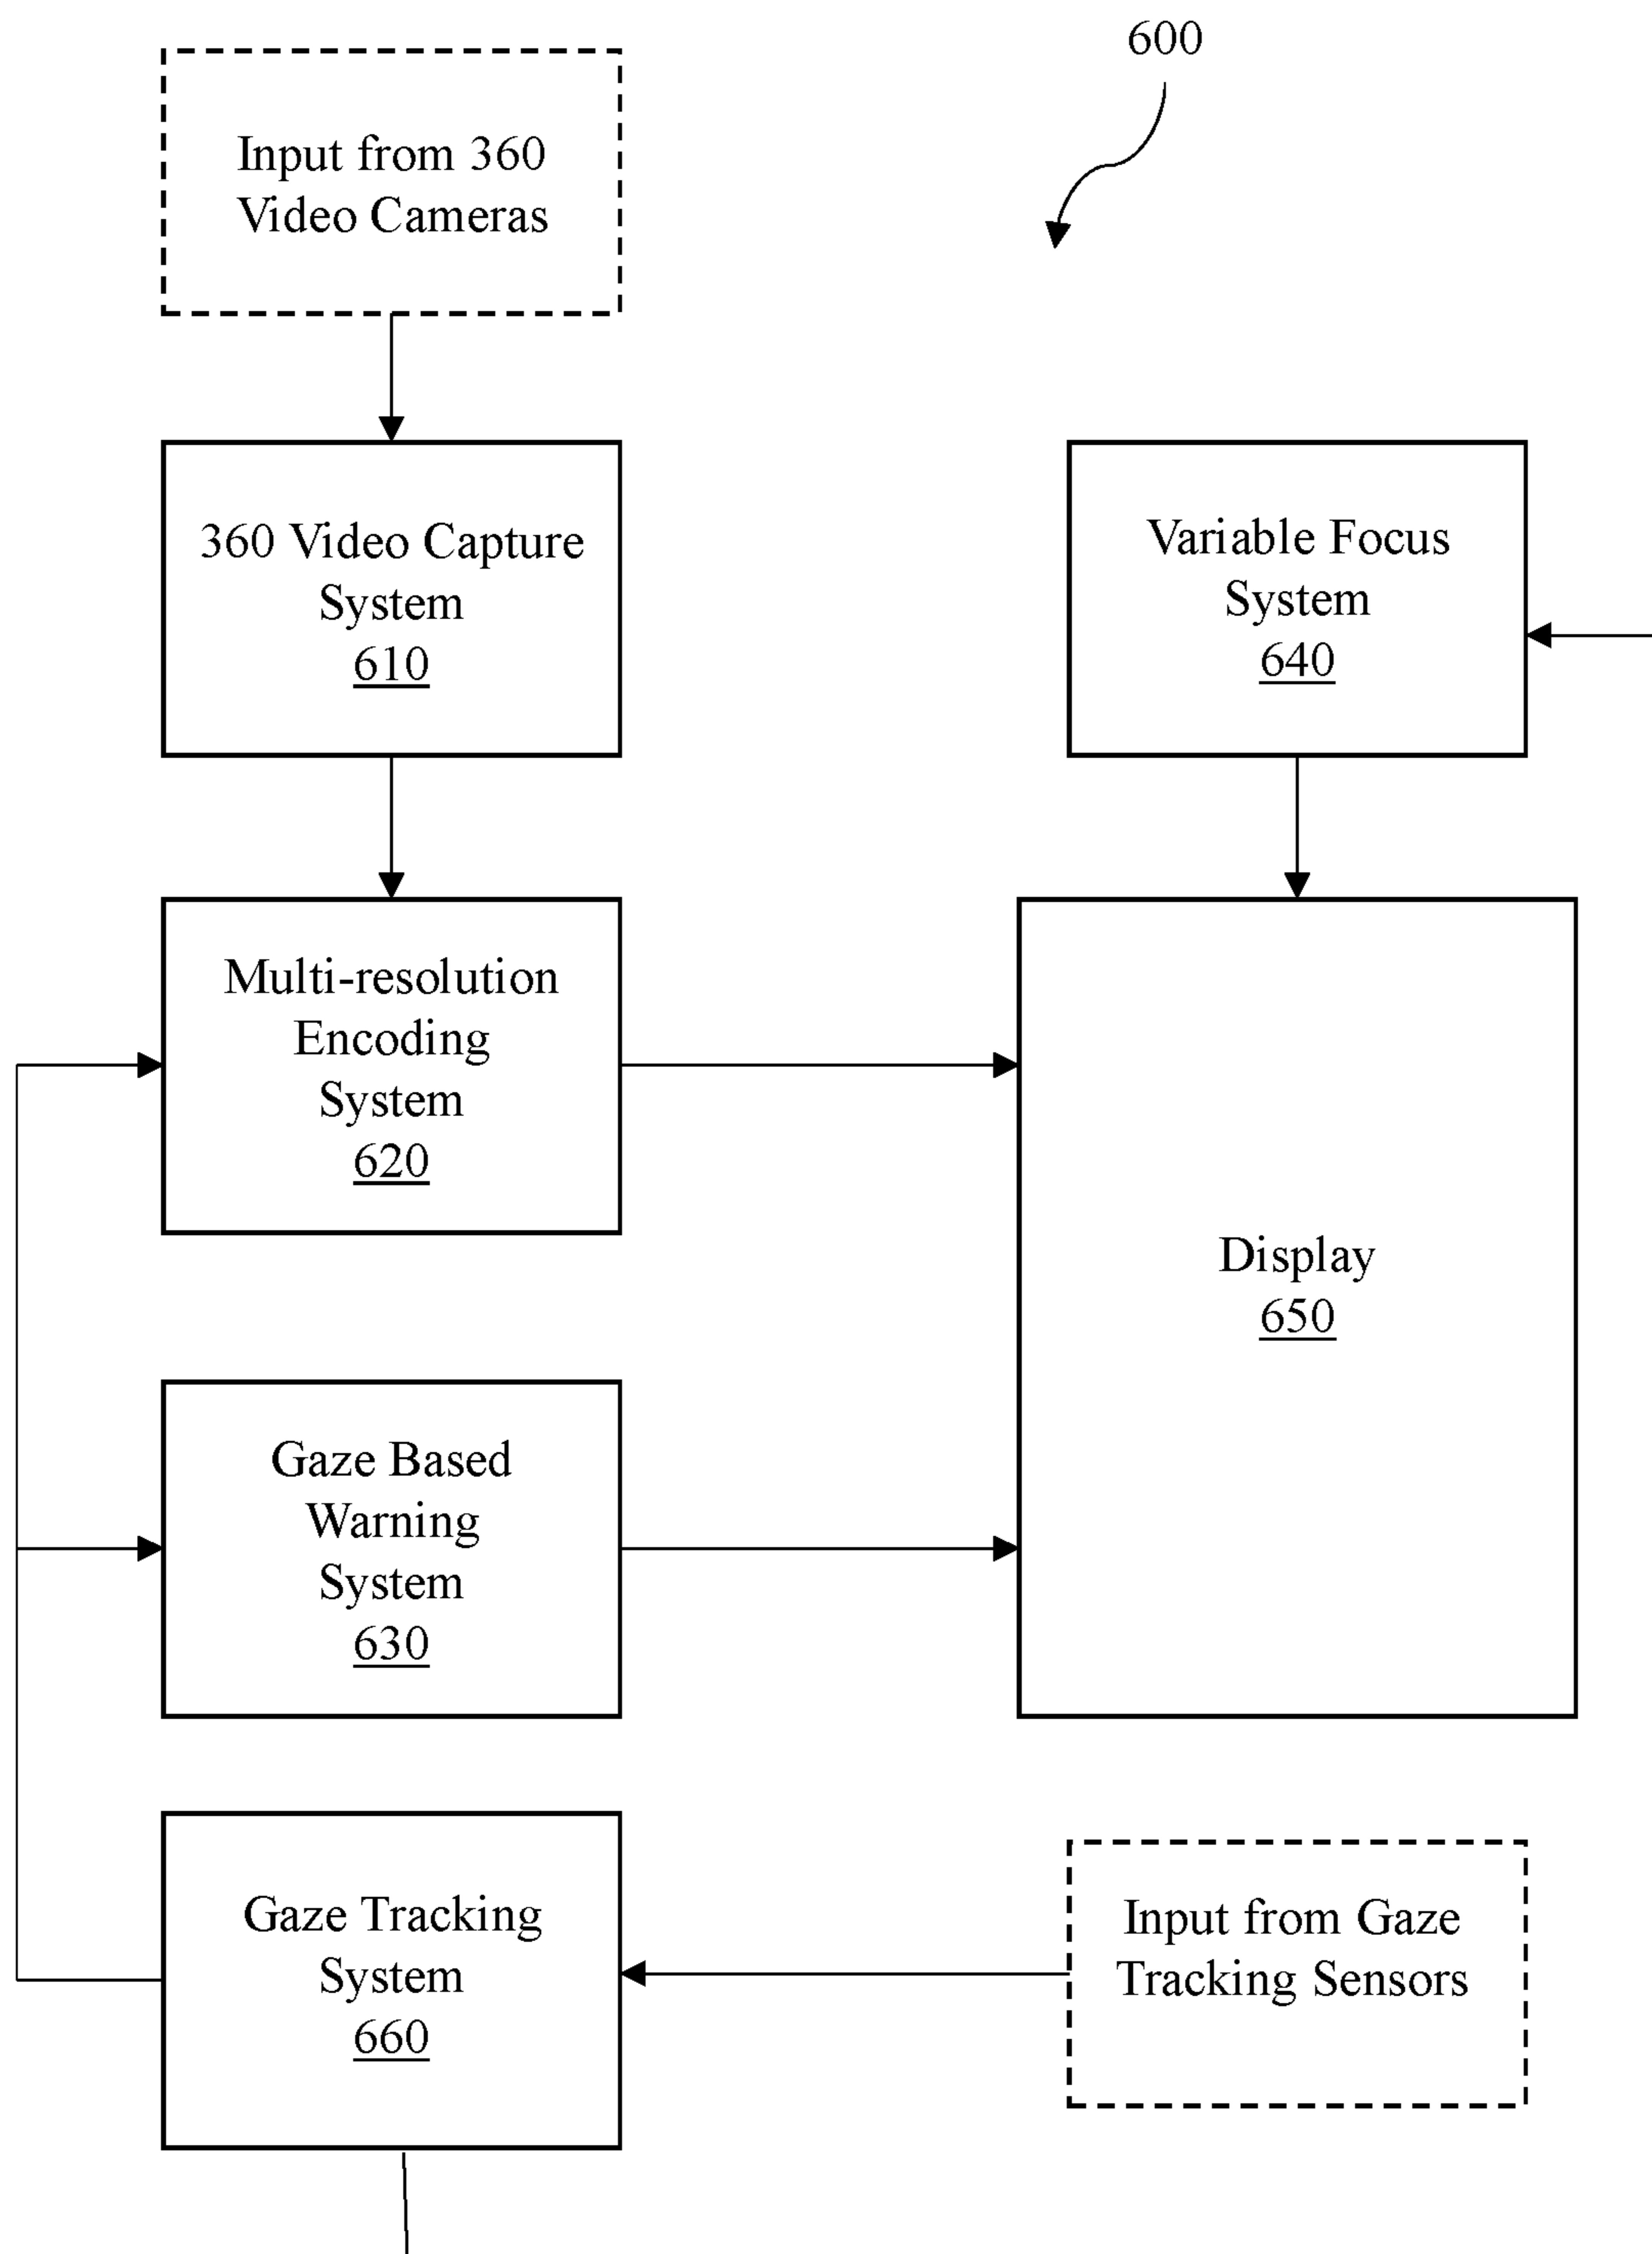 600
Input from 360
Video Cameras
360 Video Capture
System
610
Variable Focus
System
640
Multi-resolution
Encoding
System
620
Display
650
Gaze Based
Warning
System
630
Gaze Tracking
System
660
Input from Gaze
Tracking Sensors